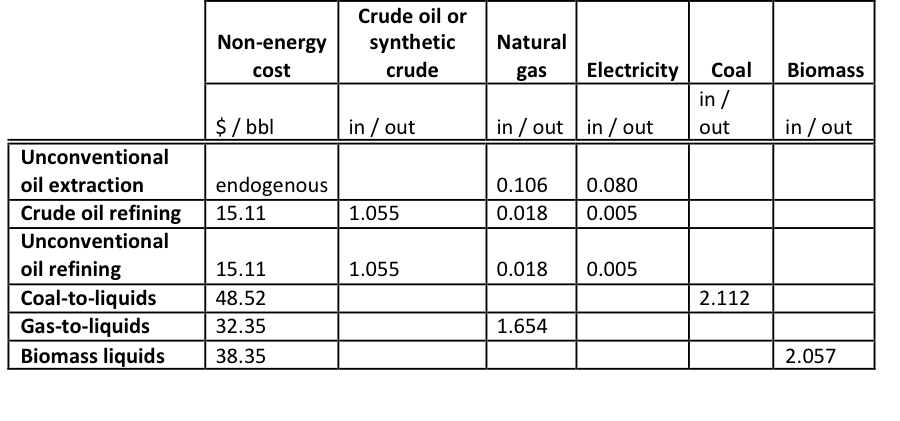 Non-energy cost | Crude oil or synthetic crude | Natural gas | Electricity | Coal | Biomass
$ / bbl | in / out | in / out | in / out | in / out | in / out
Unconventional oil extraction | endogenous | | 0.106 | 0.080 | |
Crude oil refining | 15.11 | 1.055 | 0.018 | 0.005 | |
Unconventional oil refining | 15.11 | 1.055 | 0.018 | 0.005 | |
Coal-to-liquids | 48.52 | | | | 2.112 |
Gas-to-liquids | 32.35 | | 1.654 | | |
Biomass liquids | 38.35 | | | | | 2.057